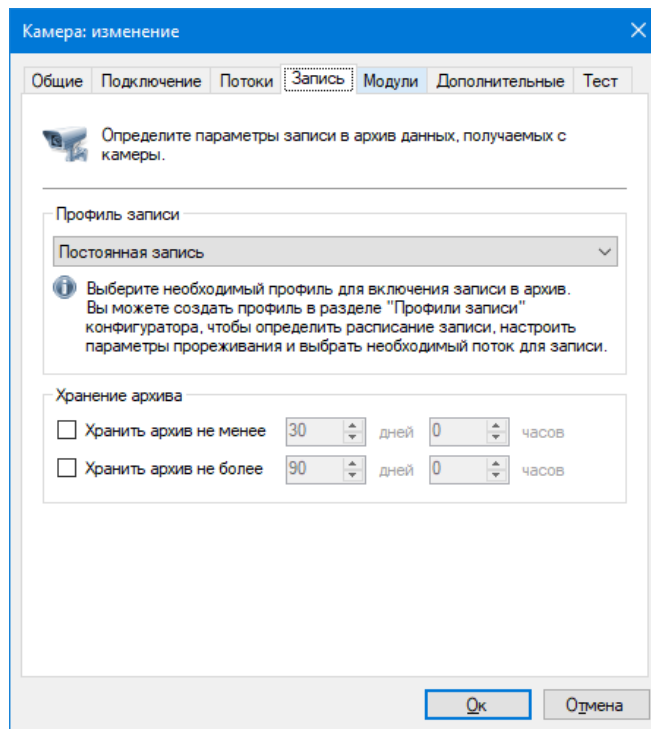 Камера: изменение
Общие Подключение Потоки Запись Модули Дополнительные Тест
Определите параметры записи в архив данных, получаемых с
камеры.
Профиль записи
Постоянная запись
Выберите необходимый профиль для включения записи в архив.
Вы можете создать профиль в разделе "Профили записи"
конфигуратора, чтобы определить расписание записи, настроить
параметры прореживания и выбрать необходимый поток для записи.
Хранение архива
Хранить архив не менее 30 дней 0 часов
Хранить архив не более 90 дней 0 часов
Ок Отмена